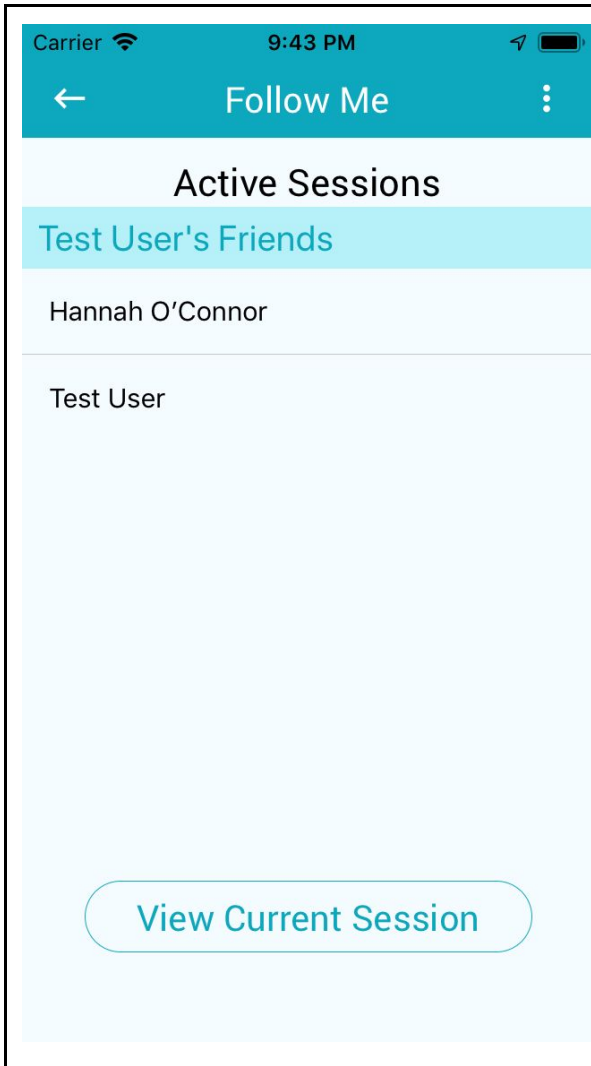 Carrier 9:43 PM
Follow Me
Active Sessions
Test User's Friends
Hannah O’Connor
Test User
View Current Session